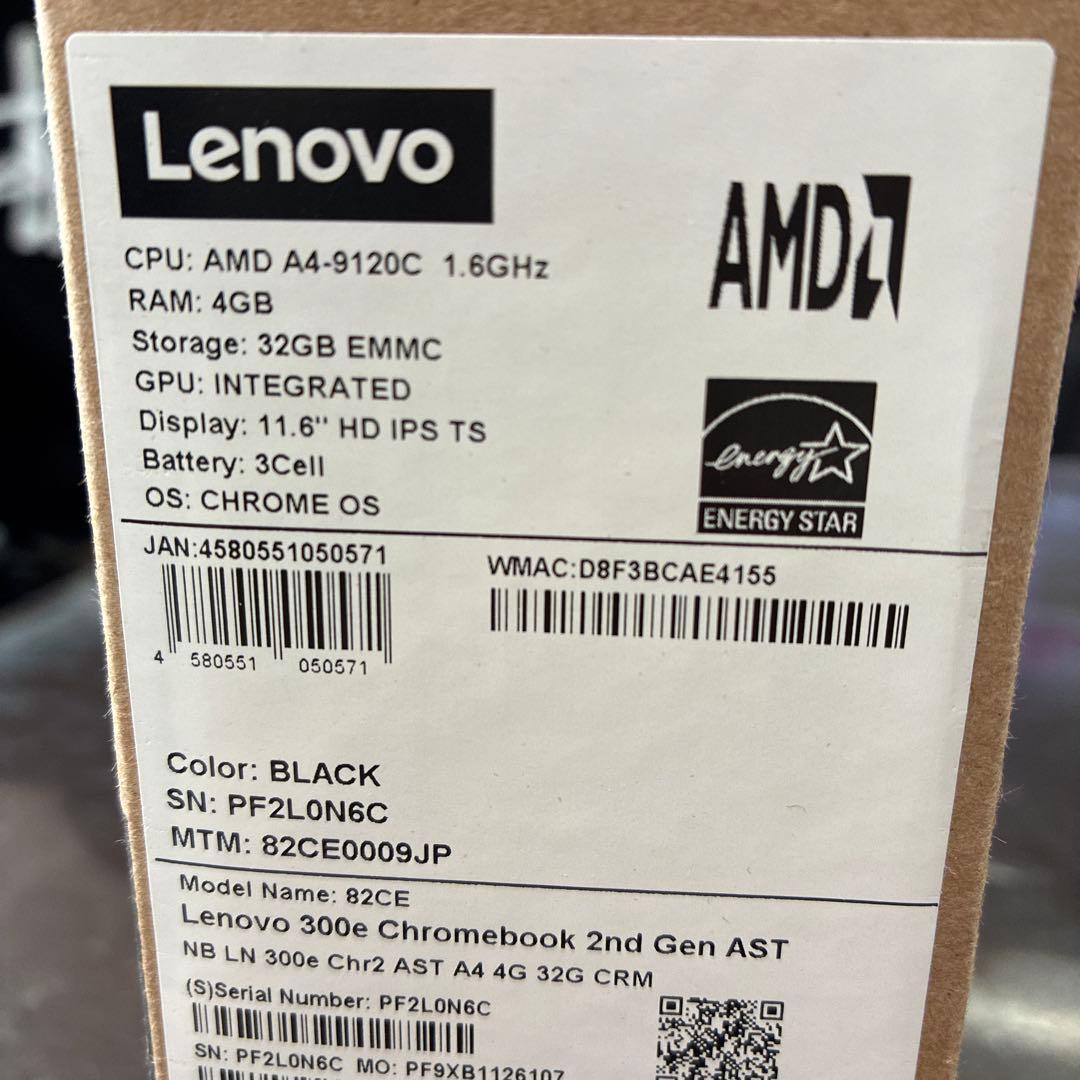 Lenovo
AMD
CPU: AMD A4-9120C 1.6GHz
RAM: 4GB
Storage: 32GB EMMC
GPU: INTEGRATED
Display: 11.6" HD IPS TS
Battery: 3Cell
OS: CHROME OS
energy
ENERGY STAR
JAN:4580551050571
4 580551 050571
WMAC:D8F3BCAE4155
Color: BLACK
SN: PF2L0N6C
MTM: 82CE0009JP
Model Name: 82CE
Lenovo 300e Chromebook 2nd Gen AST
NB LN 300e Chr2 AST A4 4G 32G CRM
(S)Serial Number: PF2L0N6C
SN: PF2L0N6C MO: PF9XB1126107